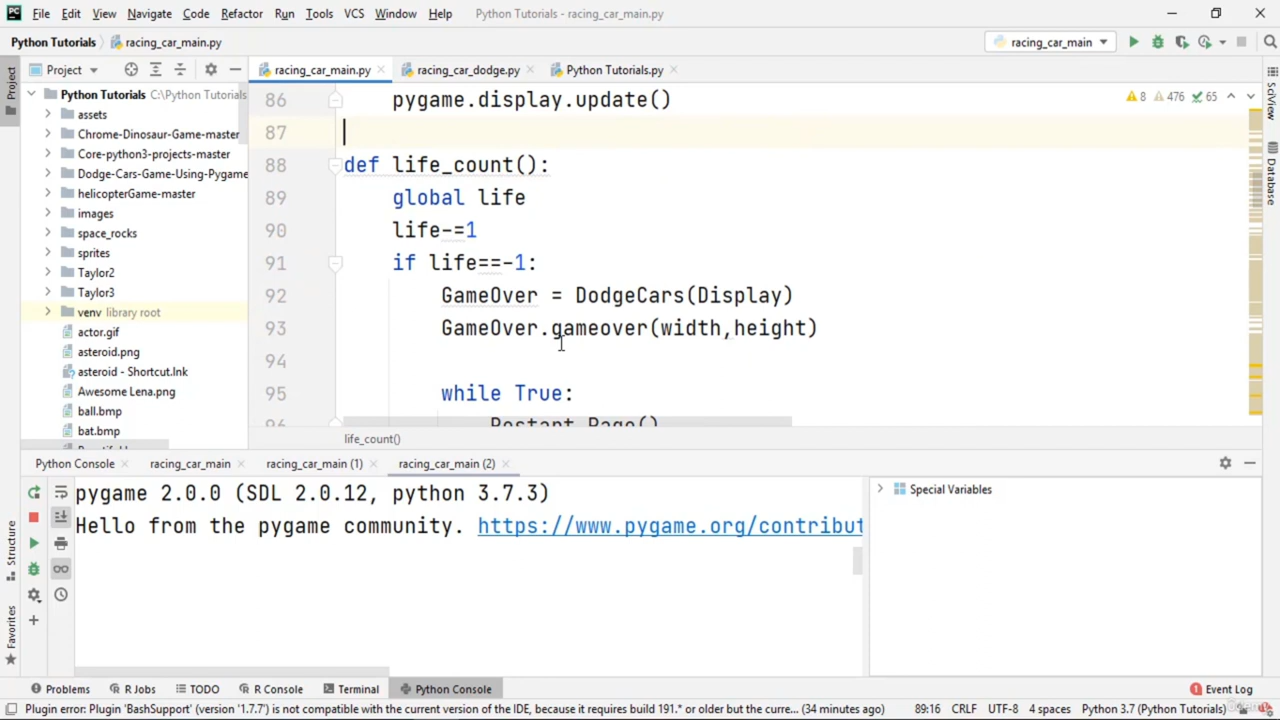 PC File Edit View Navigate Code Refactor Run Tools VCS Window Help Python Tutorials - racing_car_main.py
Python Tutorials racing_car_main.py racing_car_main
Project racing_car_main.py racing_car_dodge.py Python Tutorials.py
Project
SciView
Database
Structure
Favorites
Python Tutorials C:\Python Tutorials
assets
Chrome-Dinosaur-Game-master
Core-python3-projects-master
Dodge-Cars-Game-Using-Pygame
helicopterGame-master
images
space_rocks
sprites
Taylor2
Taylor3
venv library root
actor.gif
asteroid.png
asteroid - Shortcut.lnk
Awesome Lena.png
ball.bmp
bat.bmp
8 476 65
86 pygame.display.update()
87
88 def life_count():
89 global life
90 life-=1
91 if life==-1:
92 GameOver = DodgeCars(Display)
93 GameOver.gameover(width,height)
94
95 while True:
96 Restart_Page()
life_count()
Python Console racing_car_main racing_car_main (1) racing_car_main (2)
pygame 2.0.0 (SDL 2.0.12, python 3.7.3)
Hello from the pygame community. https://www.pygame.org/contribut
Special Variables
Problems R Jobs TODO R Console Terminal Python Console Event Log
Plugin error: Plugin 'BashSupport' (version '1.7.7') is not compatible with the current version of the IDE, because it requires build 191.* or older but the curre... (34 minutes ago) 89:16 CRLF UTF-8 4 spaces Python 3.7 (Python Tutorials)